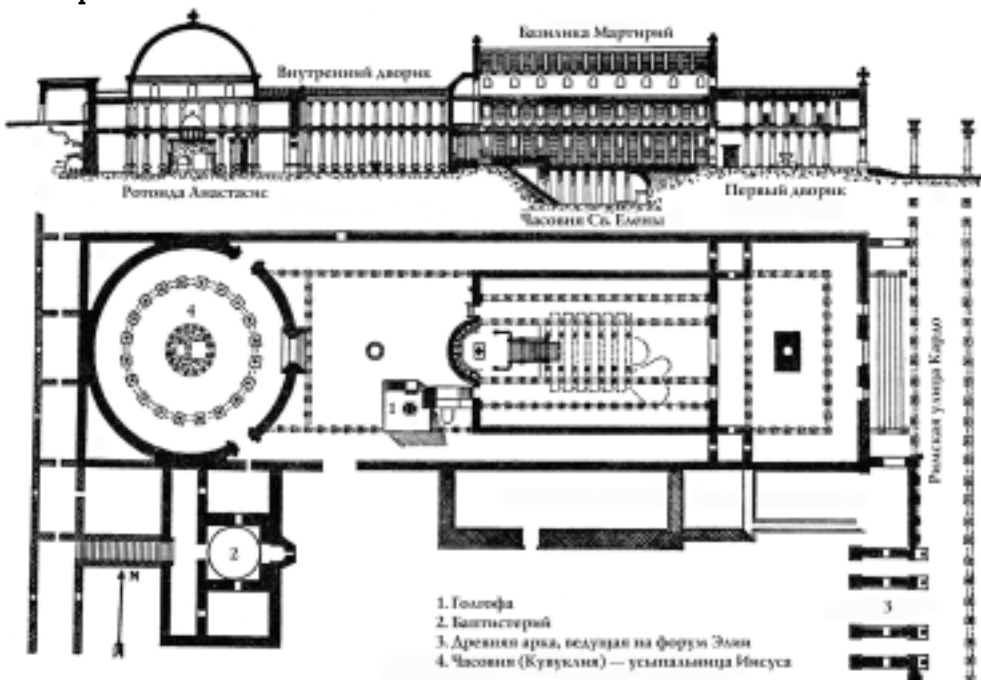 Базилика Мартирий
Внутренний дворик
Ротонда Анастасис
Первый дворик
Часовня Св. Елены
4
1
Римская улица Кардо
2
N
3
1. Голгофа
2. Баптистерий
3. Древняя арка, ведущая на форум Элии
4. Часовня (Кувуклия) — усыпальница Иисуса